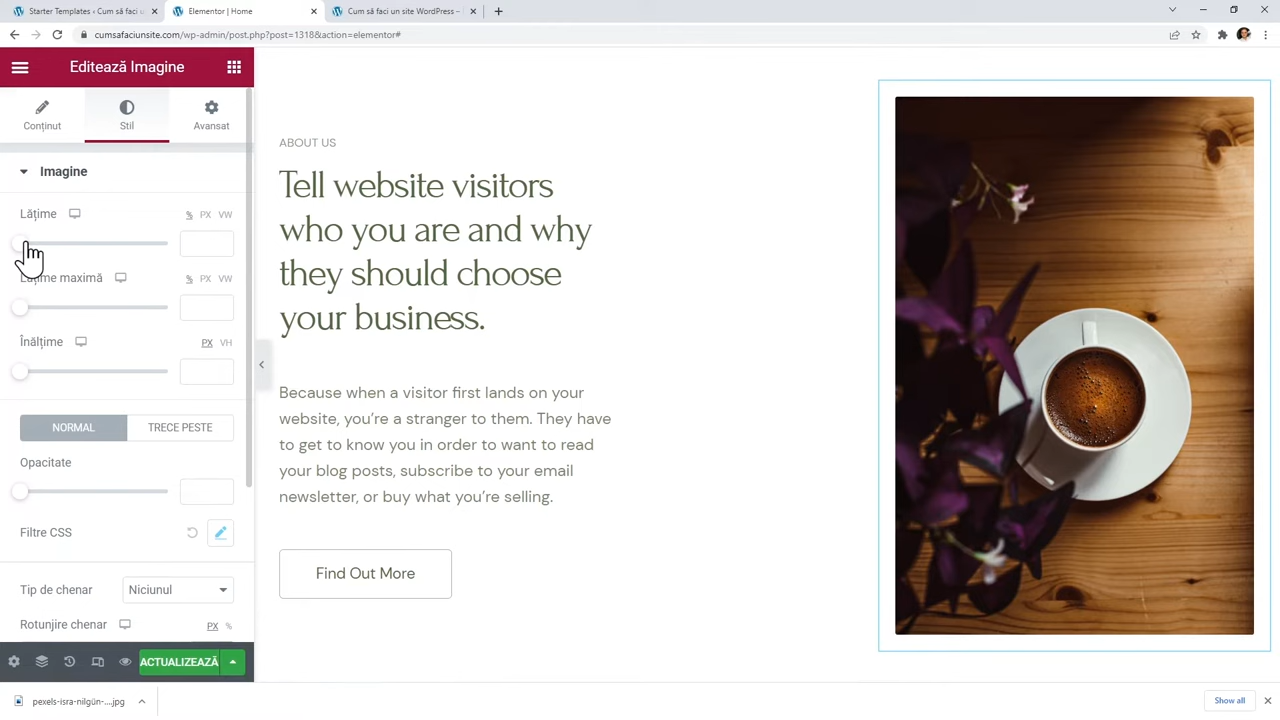 Starter Templates ‹ Cum să faci u
Elementor | Home
Cum să faci un site WordPress –
cumsafaciunsite.com/wp-admin/post.php?post=1318&action=elementor#
Editează Imagine
Conținut
Stil
Avansat
Imagine
Lățime
% PX VW
Lățime maximă
% PX VW
Înălțime
PX VH
NORMAL
TRECE PESTE
Opacitate
Filtre CSS
Tip de chenar
Niciunul
Rotunjire chenar
PX %
ACTUALIZEAZĂ
ABOUT US
Tell website visitors
who you are and why
they should choose
your business.
Because when a visitor first lands on your
website, you’re a stranger to them. They have
to get to know you in order to want to read
your blog posts, subscribe to your email
newsletter, or buy what you’re selling.
Find Out More
pexels-isra-nilgün-....jpg
Show all